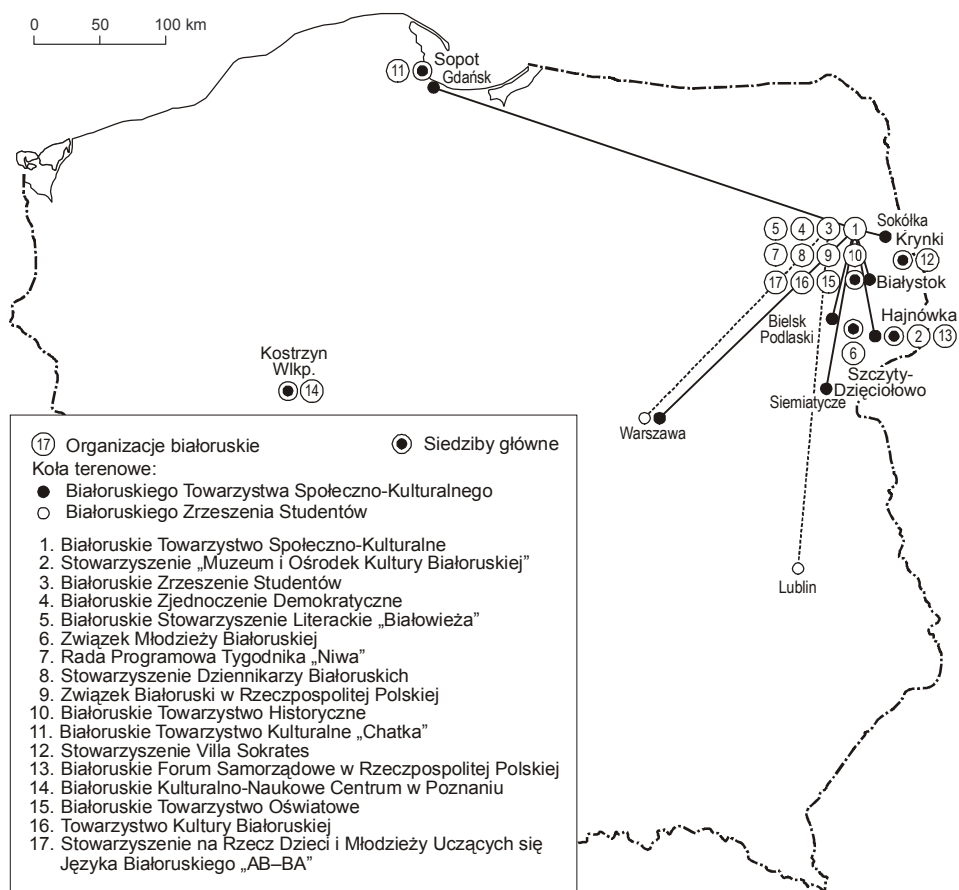 0 50 100 km
Sopot
11
Gdańsk
Sokółka
5 4 3 1
Krynki
7 8 9 10
12
17 16 15
Białystok
Bielsk
Podlaski
Hajnówka
2 13
6
Szczyty-
Dzięciołowo
Siemiatycze
Kostrzyn
Wlkp.
14
Warszawa
Lublin
17 Organizacje białoruskie
Siedziby główne
Koła terenowe:
Białoruskiego Towarzystwa Społeczno-Kulturalnego
Białoruskiego Zrzeszenia Studentów
1. Białoruskie Towarzystwo Społeczno-Kulturalne
2. Stowarzyszenie „Muzeum i Ośrodek Kultury Białoruskiej”
3. Białoruskie Zrzeszenie Studentów
4. Białoruskie Zjednoczenie Demokratyczne
5. Białoruskie Stowarzyszenie Literackie „Białowieża”
6. Związek Młodzieży Białoruskiej
7. Rada Programowa Tygodnika „Niwa”
8. Stowarzyszenie Dziennikarzy Białoruskich
9. Związek Białoruski w Rzeczpospolitej Polskiej
10. Białoruskie Towarzystwo Historyczne
11. Białoruskie Towarzystwo Kulturalne „Chatka”
12. Stowarzyszenie Villa Sokrates
13. Białoruskie Forum Samorządowe w Rzeczpospolitej Polskiej
14. Białoruskie Kulturalno-Naukowe Centrum w Poznaniu
15. Białoruskie Towarzystwo Oświatowe
16. Towarzystwo Kultury Białoruskiej
17. Stowarzyszenie na Rzecz Dzieci i Młodzieży Uczących się
Języka Białoruskiego „AB–BA”